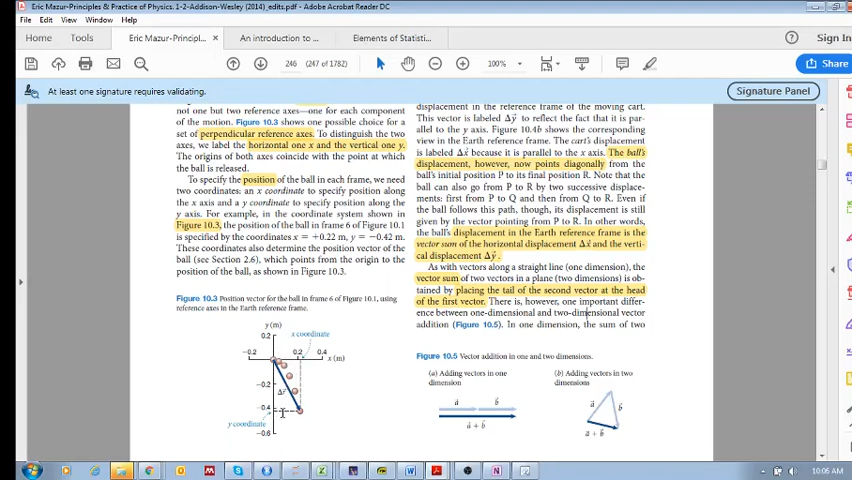 Eric Mazur-Principles & Practice of Physics. 1-2-Addison-Wesley (2014)_edits.pdf - Adobe Acrobat Reader DC
File Edit View Window Help
Home Tools Eric Mazur-Principl... × An introduction to ... Elements of Statisti... Sign In
246 (247 of 1782) 100% Share
At least one signature requires validating. Signature Panel
not one but two reference axes—one for each component
of the motion. Figure 10.3 shows one possible choice for a
set of perpendicular reference axes. To distinguish the two
axes, we label the horizontal one x and the vertical one y.
The origins of both axes coincide with the point at which
the ball is released.
To specify the position of the ball in each frame, we need
two coordinates: an x coordinate to specify position along
the x axis and a y coordinate to specify position along the
y axis. For example, in the coordinate system shown in
Figure 10.3, the position of the ball in frame 6 of Figure 10.1
is specified by the coordinates x = +0.22 m, y = −0.42 m.
These coordinates also determine the position vector of the
ball (see Section 2.6), which points from the origin to the
position of the ball, as shown in Figure 10.3.
Figure 10.3 Position vector for the ball in frame 6 of Figure 10.1, using
reference axes in the Earth reference frame.
y (m)
0.2
x coordinate
−0.2 0.2 0.4 x (m)
−0.2
Δr⃗
−0.4
y coordinate
−0.6
displacement in the reference frame of the moving cart.
This vector is labeled Δy⃗ to reflect the fact that it is par-
allel to the y axis. Figure 10.4b shows the corresponding
view in the Earth reference frame. The cart's displacement
is labeled Δx⃗ because it is parallel to the x axis. The ball's
displacement, however, now points diagonally from the
ball's initial position P to its final position R. Note that the
ball can also go from P to R by two successive displace-
ments: first from P to Q and then from Q to R. Even if
the ball follows this path, though, its displacement is still
given by the vector pointing from P to R. In other words,
the ball's displacement in the Earth reference frame is the
vector sum of the horizontal displacement Δx⃗ and the verti-
cal displacement Δy⃗.
As with vectors along a straight line (one dimension), the
vector sum of two vectors in a plane (two dimensions) is ob-
tained by placing the tail of the second vector at the head
of the first vector. There is, however, one important differ-
ence between one-dimensional and two-dimensional vector
addition (Figure 10.5). In one dimension, the sum of two
Figure 10.5 Vector addition in one and two dimensions.
(a) Adding vectors in one
dimension
a⃗ b⃗
a⃗ + b⃗
(b) Adding vectors in two
dimensions
a⃗ b⃗
a⃗ + b⃗
10:05 AM